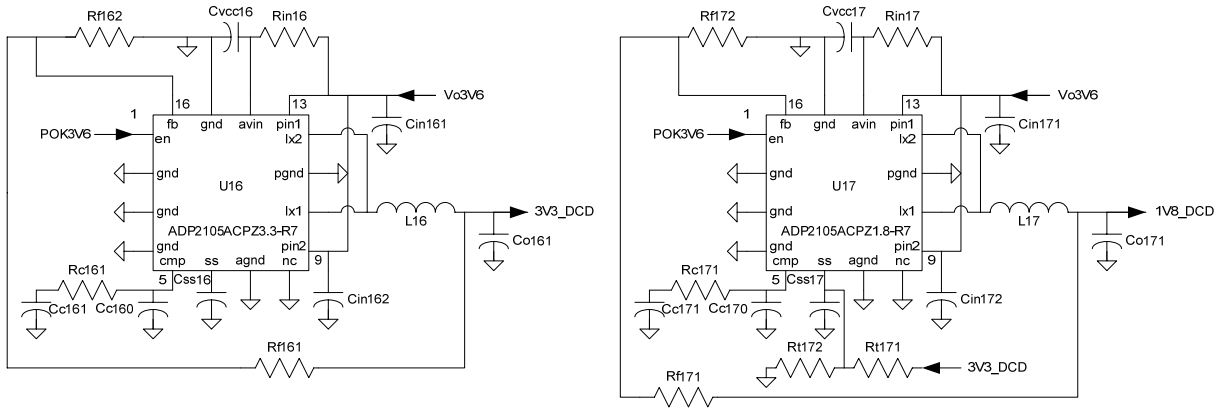 Cvcc16
Rf162
Rin16
16
13
Vo3V6
1
fb
gnd
avin
pin1
POK3V6
en
lx2
Cin161
gnd
pgnd
U16
gnd
lx1
L16
3V3_DCD
ADP2105ACPZ3.3-R7
gnd
pin2
Co161
cmp
ss
agnd
nc
9
Rc161
5
Css16
Cc161
Cc160
Cin162
Rf161
Cvcc17
Rf172
Rin17
16
13
Vo3V6
1
fb
gnd
avin
pin1
POK3V6
en
lx2
Cin171
gnd
pgnd
U17
gnd
lx1
L17
1V8_DCD
ADP2105ACPZ1.8-R7
gnd
pin2
Co171
cmp
ss
agnd
nc
9
Rc171
5
Css17
Cc171
Cc170
Cin172
Rt172
Rt171
3V3_DCD
Rf171